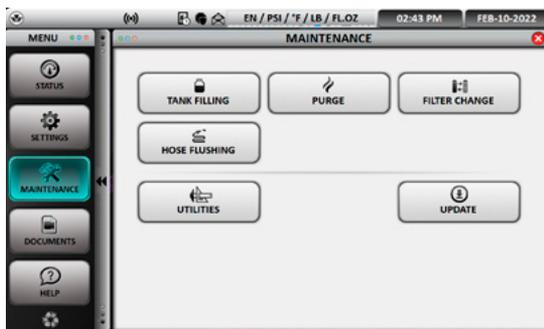 EN / PSI / °F / LB / FL.OZ
02:43 PM
FEB-10-2022
MENU
MAINTENANCE
STATUS
SETTINGS
MAINTENANCE
DOCUMENTS
HELP
TANK FILLING
PURGE
FILTER CHANGE
HOSE FLUSHING
UTILITIES
UPDATE